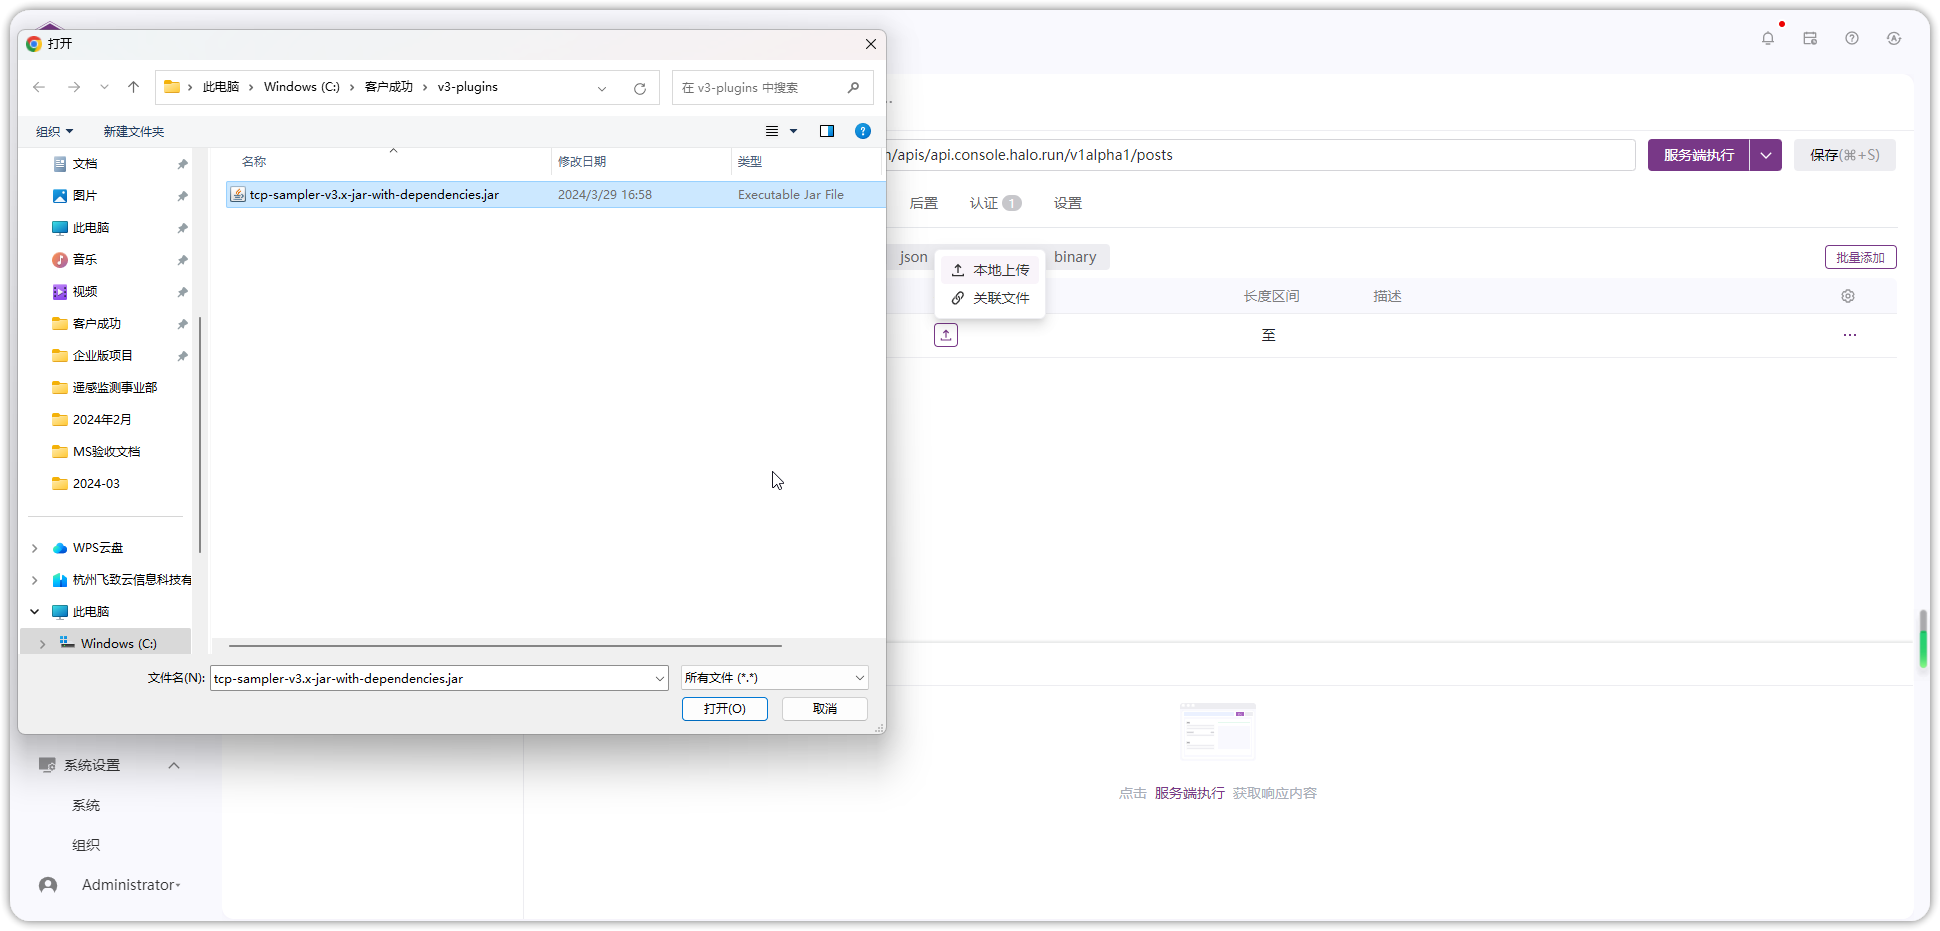 打开
此电脑 Windows (C:) 客户成功 v3-plugins
在 v3-plugins 中搜索
组织 新建文件夹
名称 修改日期 类型
tcp-sampler-v3.x-jar-with-dependencies.jar 2024/3/29 16:58 Executable Jar File
文档
图片
此电脑
音乐
视频
客户成功
企业版项目
遥感监测事业部
2024年2月
MS验收文档
2024-03
WPS云盘
杭州飞致云信息科技有
此电脑
Windows (C:)
文件名(N): tcp-sampler-v3.x-jar-with-dependencies.jar 所有文件 (*.*)
打开(O) 取消
/apis/api.console.halo.run/v1alpha1/posts 服务端执行 保存(⌘+S)
后置 认证 1 设置
json binary 批量添加
本地上传
关联文件
长度区间 描述
至 ...
点击 服务端执行 获取响应内容
系统设置
系统
组织
Administrator